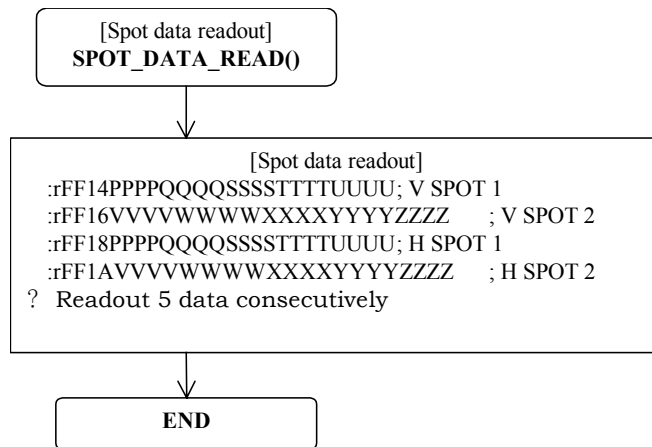 [Spot data readout]
SPOT_DATA_READ()
[Spot data readout]
:rFF14PPPPQQQQSSSSTTTTUUUU; V SPOT 1
:rFF16VVVVWWWWXXXXYYYYZZZZ ; V SPOT 2
:rFF18PPPPQQQQSSSSTTTTUUUU; H SPOT 1
:rFF1AVVVVWWWWXXXXYYYYZZZZ ; H SPOT 2
? Readout 5 data consecutively
END